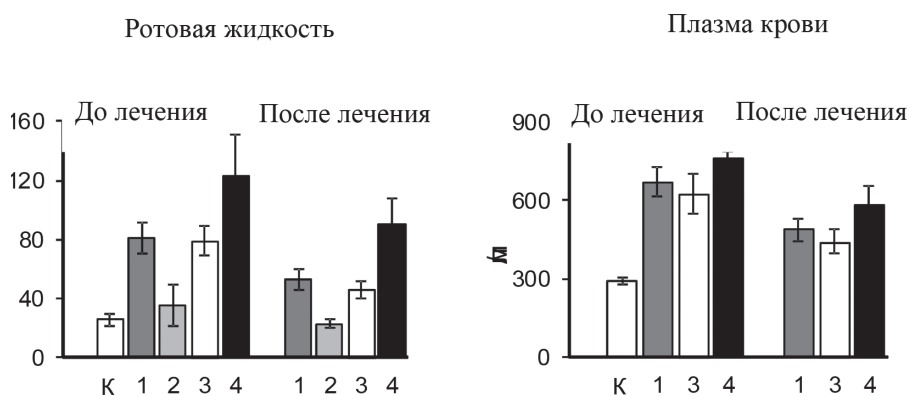 Ротовая жидкость
До лечения После лечения
160
120
80
40
0
К 1 2 3 4 1 2 3 4
Плазма крови
До лечения После лечения
900
600
300
0
К 1 3 4 1 3 4